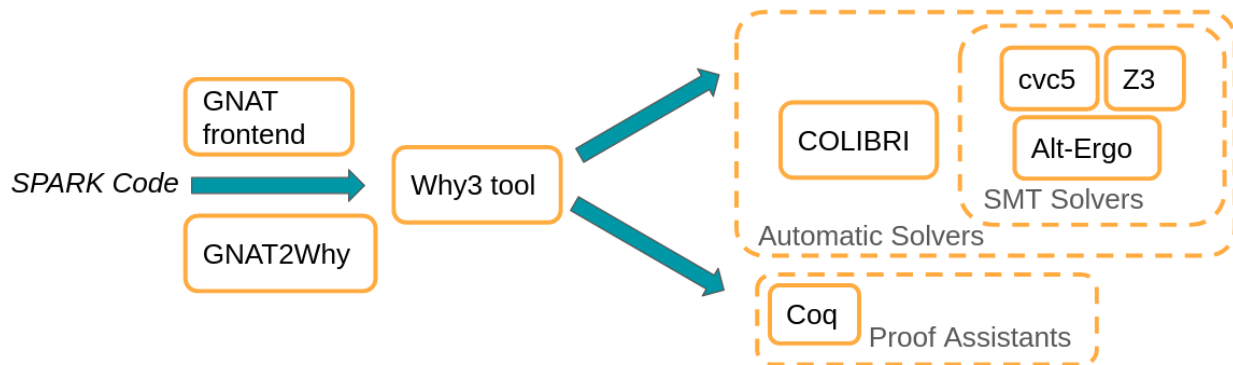 GNAT
frontend
SPARK Code
GNAT2Why
Why3 tool
COLIBRI
cvc5
Z3
Alt-Ergo
SMT Solvers
Automatic Solvers
Coq
Proof Assistants